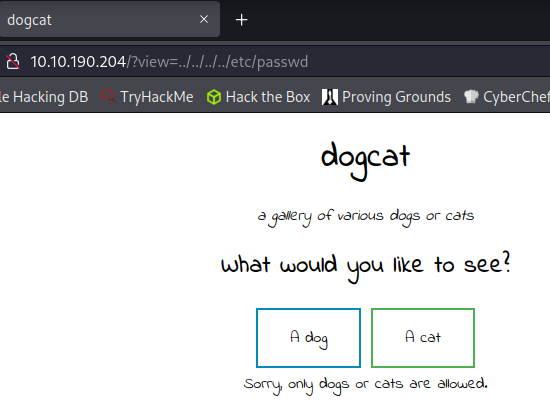 dogcat
10.10.190.204/?view=../../../../etc/passwd
le Hacking DB TryHackMe Hack the Box Proving Grounds CyberChef
dogcat
a gallery of various dogs or cats
What would you like to see?
A dog A cat
Sorry, only dogs or cats are allowed.